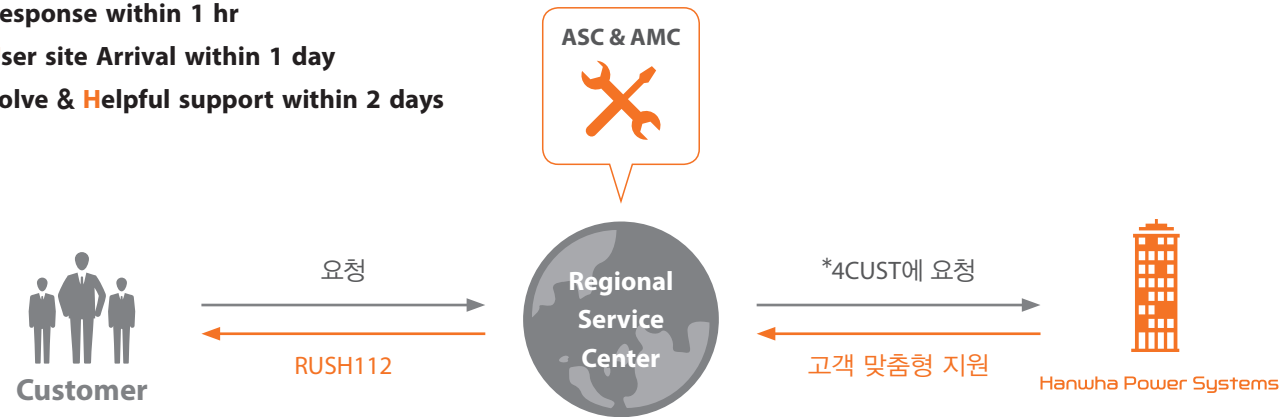 esponse within 1 hr
ser site Arrival within 1 day
olve & Helpful support within 2 days
ASC & AMC
요청
RUSH112
Customer
Regional
Service
Center
*4CUST에 요청
고객 맞춤형 지원
Hanwha Power Systems